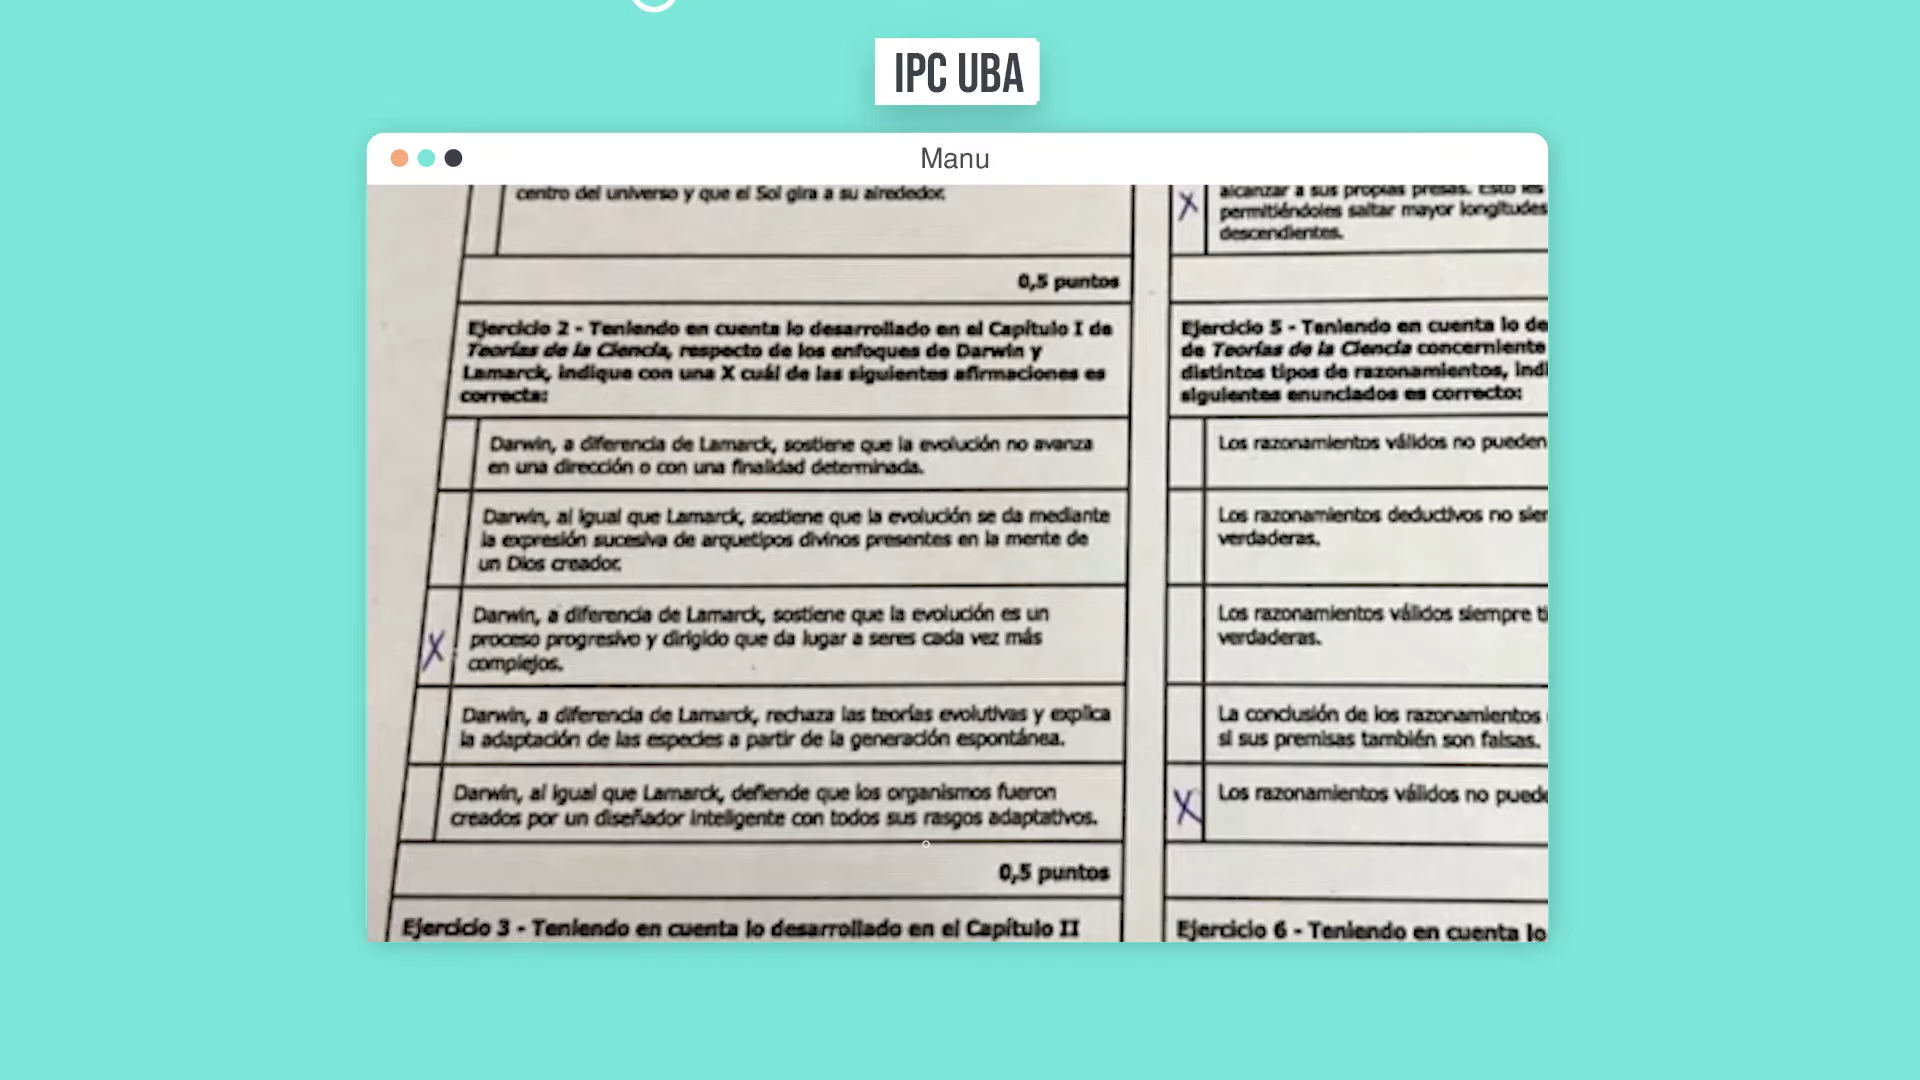 IPC UBA
Manu
centro del universo y que el Sol gira a su alrededor.
0,5 puntos
Ejercicio 2 - Teniendo en cuenta lo desarrollado en el Capítulo I de
Teorías de la Ciencia, respecto de los enfoques de Darwin y
Lamarck, indique con una X cuál de las siguientes afirmaciones es
correcta:
Darwin, a diferencia de Lamarck, sostiene que la evolución no avanza
en una dirección o con una finalidad determinada.
Darwin, al igual que Lamarck, sostiene que la evolución se da mediante
la expresión sucesiva de arquetipos divinos presentes en la mente de
un Dios creador.
X
Darwin, a diferencia de Lamarck, sostiene que la evolución es un
proceso progresivo y dirigido que da lugar a seres cada vez más
complejos.
Darwin, a diferencia de Lamarck, rechaza las teorías evolutivas y explica
la adaptación de las especies a partir de la generación espontánea.
Darwin, al igual que Lamarck, defiende que los organismos fueron
creados por un diseñador inteligente con todos sus rasgos adaptativos.
0,5 puntos
Ejercicio 3 - Teniendo en cuenta lo desarrollado en el Capítulo II
X
alcanzar a sus propias presas. Esto les
permitiéndoles saltar mayor longitudes
descendientes.
Ejercicio 5 - Teniendo en cuenta lo de
de Teorías de la Ciencia concerniente
distintos tipos de razonamientos, indi
siguientes enunciados es correcto:
Los razonamientos válidos no pueden
Los razonamientos deductivos no sier
verdaderas.
Los razonamientos válidos siempre ti
verdaderas.
La conclusión de los razonamientos
si sus premisas también son falsas.
X
Los razonamientos válidos no puede
Ejercicio 6 - Teniendo en cuenta lo